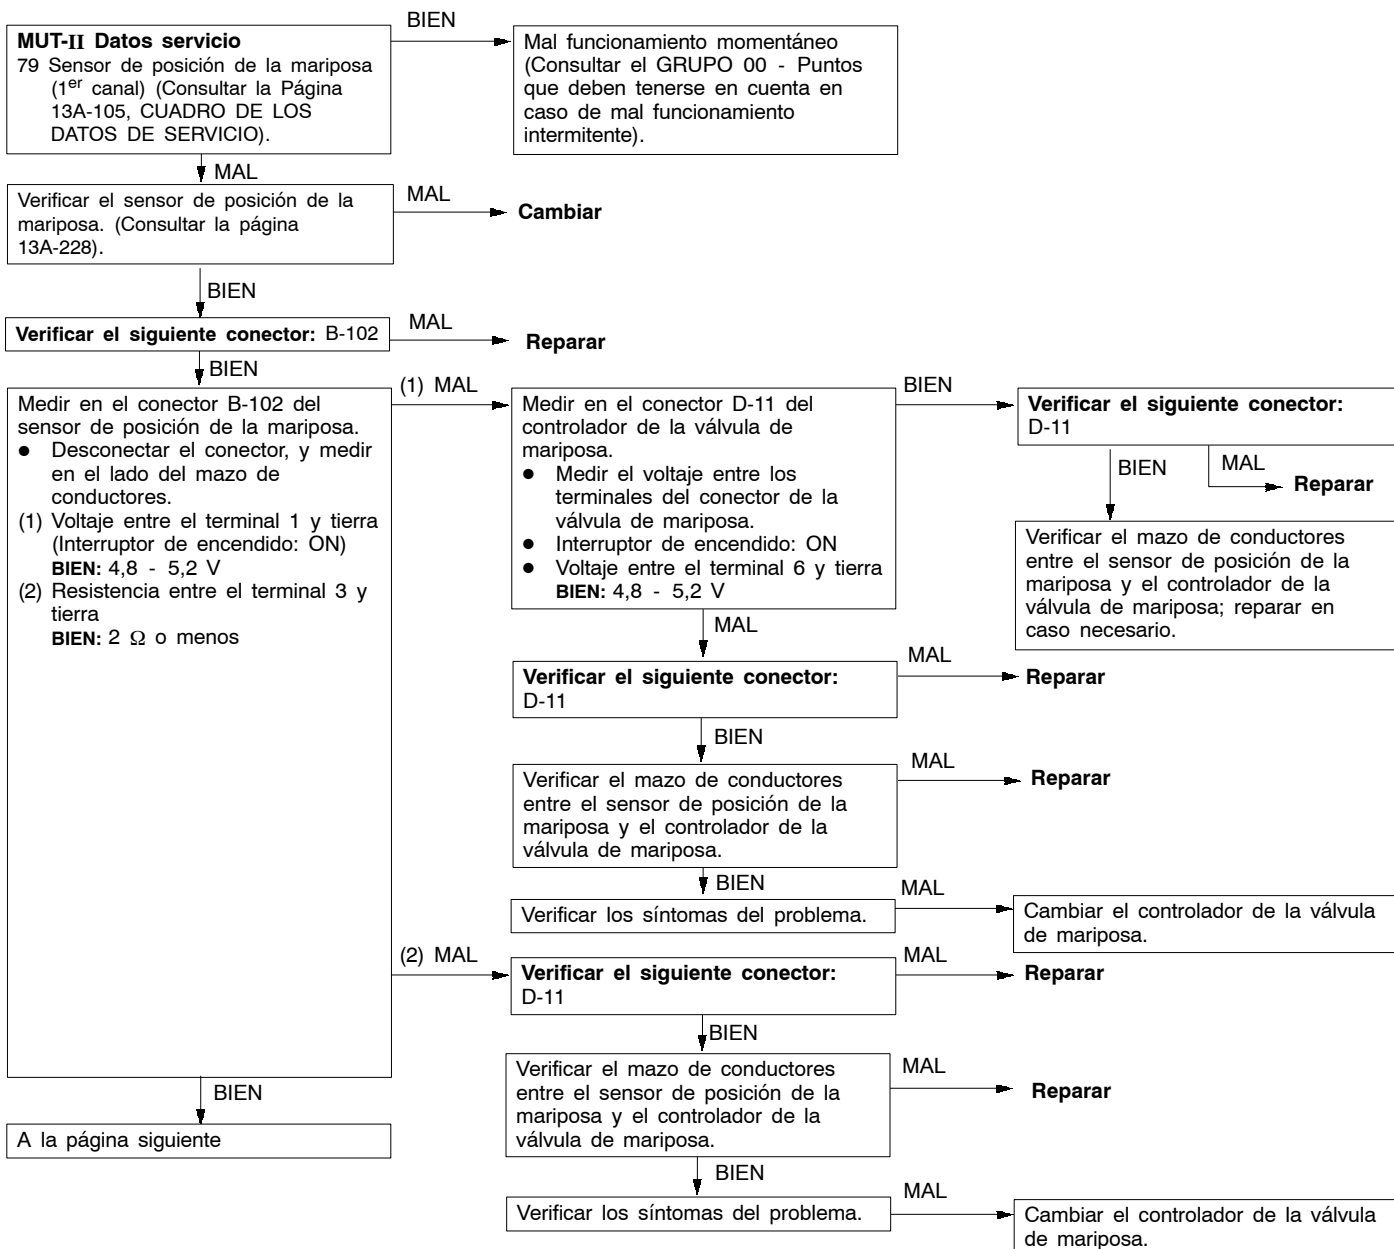 BIEN
MUT-II Datos servicio
79 Sensor de posición de la mariposa
(1er canal) (Consultar la Página
13A-105, CUADRO DE LOS
DATOS DE SERVICIO).
Mal funcionamiento momentáneo
(Consultar el GRUPO 00 - Puntos
que deben tenerse en cuenta en
caso de mal funcionamiento
intermitente).
MAL
Verificar el sensor de posición de la
mariposa. (Consultar la página
13A-228).
MAL
Cambiar
BIEN
Verificar el siguiente conector: B-102
MAL
Reparar
BIEN
Medir en el conector B-102 del
sensor de posición de la mariposa.
● Desconectar el conector, y medir
en el lado del mazo de
conductores.
(1) Voltaje entre el terminal 1 y tierra
(Interruptor de encendido: ON)
BIEN: 4,8 - 5,2 V
(2) Resistencia entre el terminal 3 y
tierra
BIEN: 2 Ω o menos
(1) MAL
Medir en el conector D-11 del
controlador de la válvula de
mariposa.
● Medir el voltaje entre los
terminales del conector de la
válvula de mariposa.
● Interruptor de encendido: ON
● Voltaje entre el terminal 6 y tierra
BIEN: 4,8 - 5,2 V
BIEN
Verificar el siguiente conector:
D-11
BIEN
MAL
Reparar
Verificar el mazo de conductores
entre el sensor de posición de la
mariposa y el controlador de la
válvula de mariposa; reparar en
caso necesario.
MAL
Verificar el siguiente conector:
D-11
MAL
Reparar
BIEN
Verificar el mazo de conductores
entre el sensor de posición de la
mariposa y el controlador de la
válvula de mariposa.
MAL
Reparar
BIEN
Verificar los síntomas del problema.
MAL
Cambiar el controlador de la válvula
de mariposa.
(2) MAL
Verificar el siguiente conector:
D-11
MAL
Reparar
BIEN
Verificar el mazo de conductores
entre el sensor de posición de la
mariposa y el controlador de la
válvula de mariposa.
MAL
Reparar
BIEN
A la página siguiente
BIEN
Verificar los síntomas del problema.
MAL
Cambiar el controlador de la válvula
de mariposa.